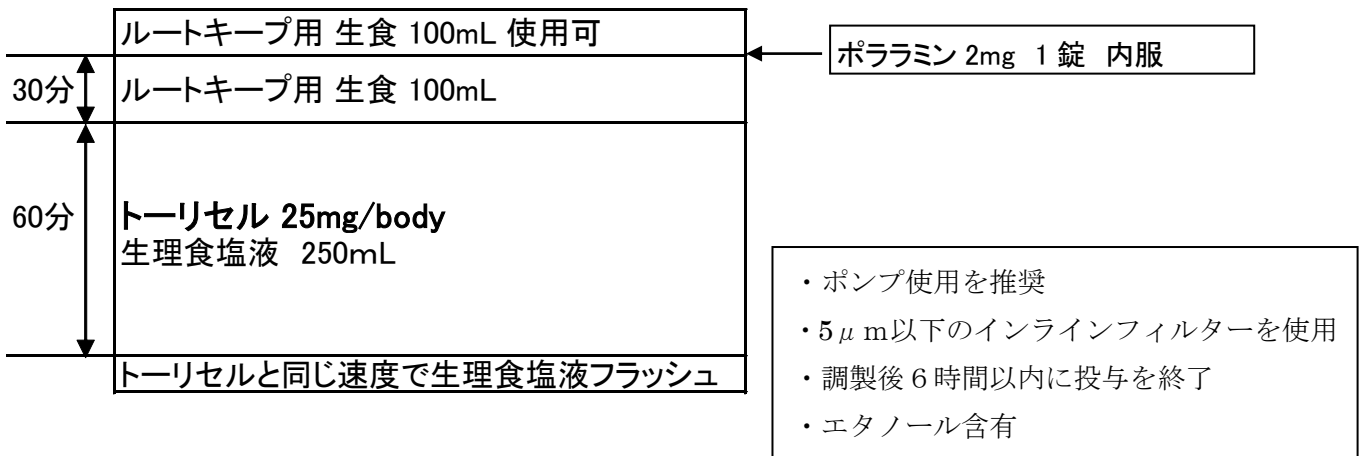 ルートキープ用 生食 100mL 使用可
ポララミン 2mg 1錠 内服
30分
ルートキープ用 生食 100mL
60分
トーリセル 25mg/body
生理食塩液 250mL
トーリセルと同じ速度で生理食塩液フラッシュ
・ポンプ使用を推奨
・5μm以下のインラインフィルターを使用
・調製後6時間以内に投与を終了
・エタノール含有